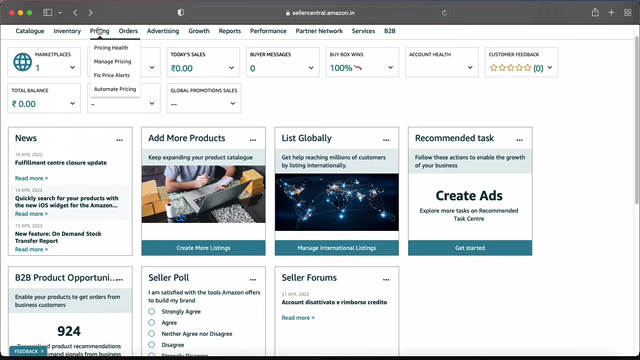 sellercentral.amazon.in
Catalogue Inventory Pricing Orders Advertising Growth Reports Performance Partner Network Services B2B
Pricing Health
Manage Pricing
Fix Price Alerts
Automate Pricing
MARKETPLACES
1
TODAY'S SALES
₹0.00
BUYER MESSAGES
0
BUY BOX WINS
100%
ACCOUNT HEALTH
CUSTOMER FEEDBACK
(0)
TOTAL BALANCE
₹ 0.00
-
GLOBAL PROMOTIONS SALES
--
News
...
Fulfillment centre closure update
Read more >
14 APR, 2022
Quickly search for your products with
the new iOS widget for the Amazon...
Read more >
13 APR, 2022
New feature: On Demand Stock
Transfer Report
Read more >
Add More Products
...
Keep expanding your product catalogue
Create More Listings
List Globally
...
Get help reaching millions of customers
by listing internationally.
Manage International Listings
Recommended task
...
Follow these actions to enable the growth
of your business
Create Ads
Explore more tasks on Recommended
Task Centre
Get started
B2B Product Opportuni...
...
Enable your products to get orders from
business customers
924
product recommendations
demand signals from business
Seller Poll
...
I am satisfied with the tools Amazon offers
to build my brand
Strongly Agree
Agree
Neither Agree nor Disagree
Disagree
Strongly Disagree
Seller Forums
...
21 APR, 2022
Account disattivato e rimborso credito
Read more >
FEEDBACK